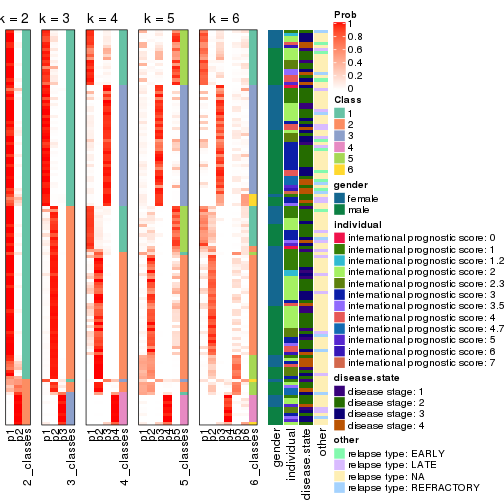 k = 2 k = 3 k = 4 k = 5 k = 6
Prob
1
0.8
0.6
0.4
0.2
0
Class
1
2
3
4
5
6
gender
female
male
individual
international prognostic score: 0
international prognostic score: 1
international prognostic score: 1.2
international prognostic score: 2
international prognostic score: 2.3
international prognostic score: 3
international prognostic score: 3.5
international prognostic score: 4
international prognostic score: 4.7
international prognostic score: 5
international prognostic score: 6
international prognostic score: 7
disease.state
disease stage: 1
disease stage: 2
disease stage: 3
disease stage: 4
other
relapse type: EARLY
relapse type: LATE
relapse type: NA
relapse type: REFRACTORY
p1
p2
2_classes
p1
p2
p3
3_classes
p1
p2
p3
p4
4_classes
p1
p2
p3
p4
p5
5_classes
p1
p2
p3
p4
p5
p6
6_classes
gender
individual
disease.state
other